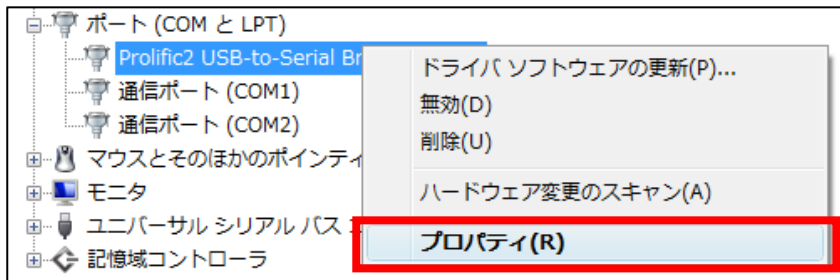 ポート (COM と LPT)
Prolific2 USB-to-Serial Br
通信ポート (COM1)
通信ポート (COM2)
マウスとそのほかのポインティ
モニタ
ユニバーサル シリアル バス
記憶域コントローラ
ドライバ ソフトウェアの更新(P)...
無効(D)
削除(U)
ハードウェア変更のスキャン(A)
プロパティ(R)